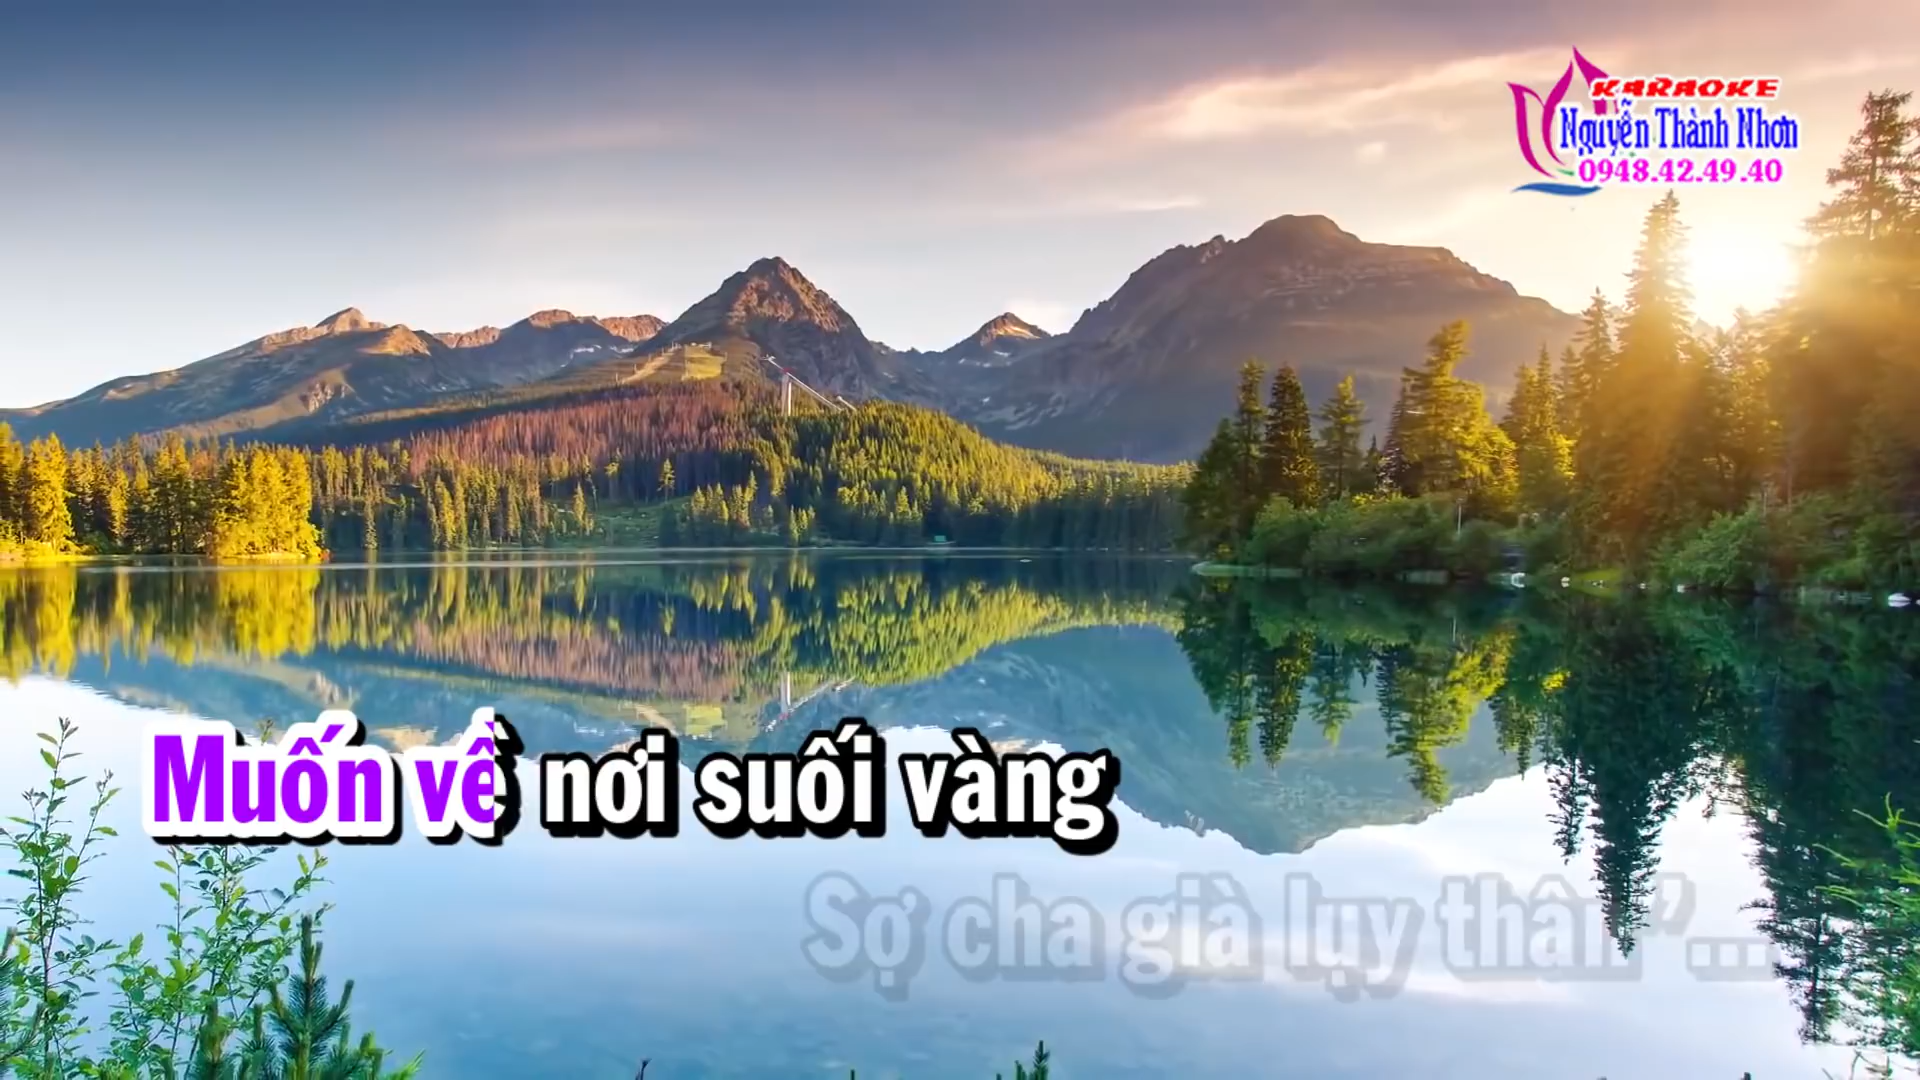 KARAOKE
Nguyễn Thành Nhơn
0948.42.49.40
Muốn về nơi suối vàng
Sợ cha già lụy thân”...